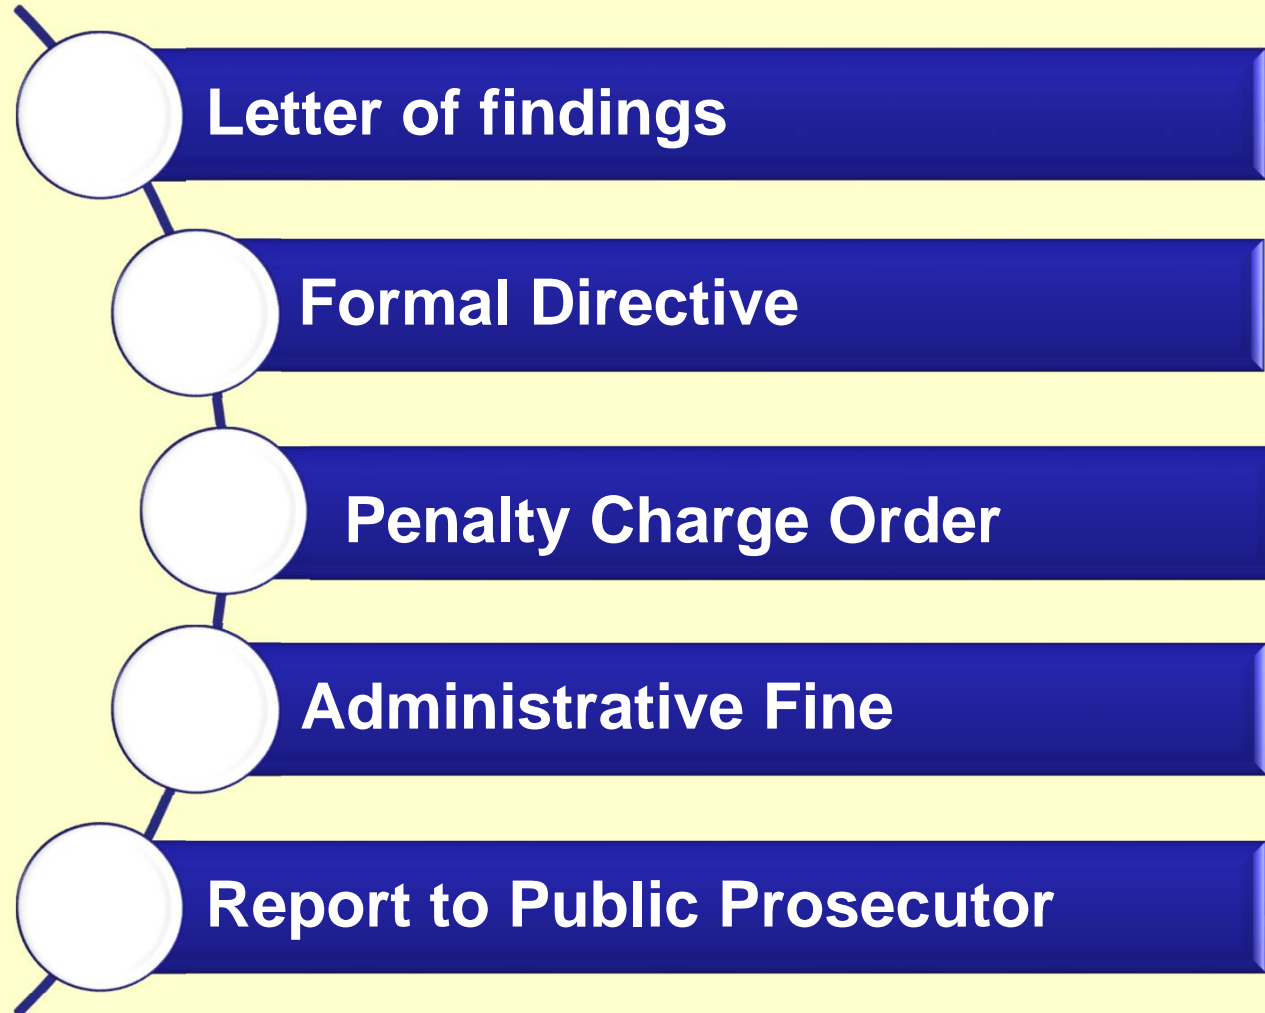 Letter of findings
Formal Directive
Penalty Charge Order
Administrative Fine
Report to Public Prosecutor